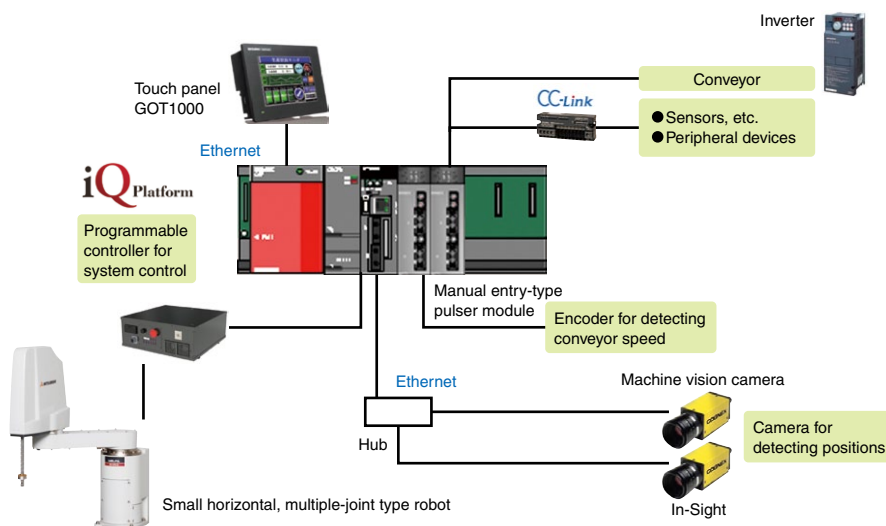 Inverter
Touch panel
GOT1000
Conveyor
CC-Link
● Sensors, etc.
● Peripheral devices
Ethernet
iQ Platform
Programmable
controller for
system control
Manual entry-type
pulser module
Encoder for detecting
conveyor speed
Ethernet
Machine vision camera
Hub
Camera for
detecting positions
COGNEX
COGNEX
Small horizontal, multiple-joint type robot
In-Sight